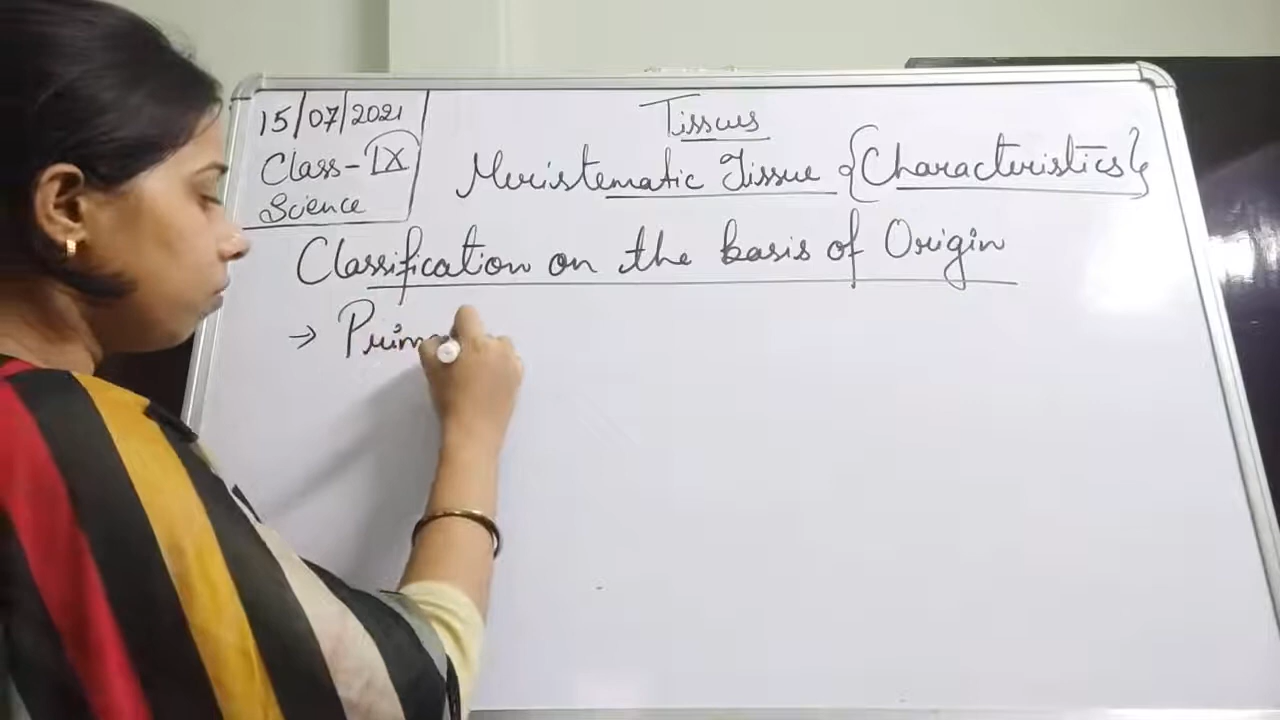 15/07/2021
Class-IX
Science
Tissues
Meristematic Tissue {Characteristics}
Classification on the basis of Origin
→ Prim